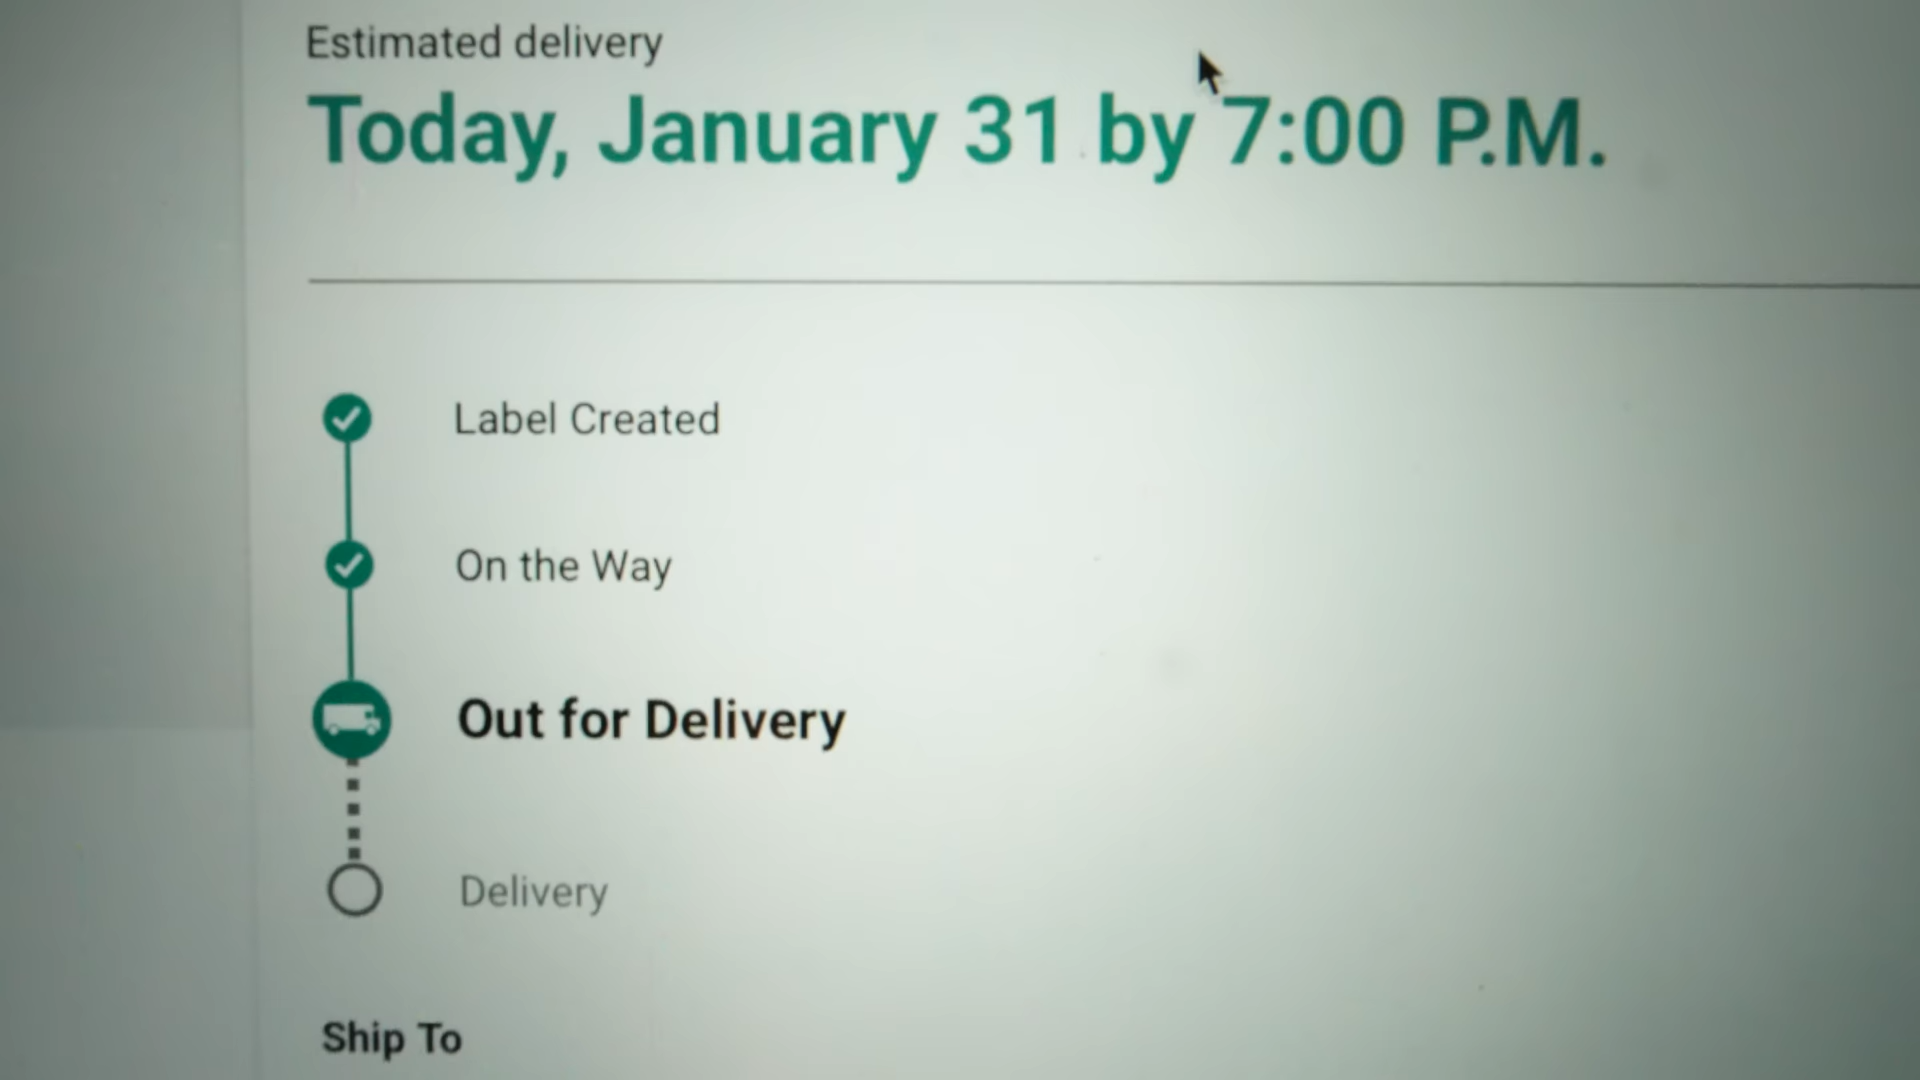 Estimated delivery
Today, January 31 by 7:00 P.M.
Label Created
On the Way
Out for Delivery
Delivery
Ship To